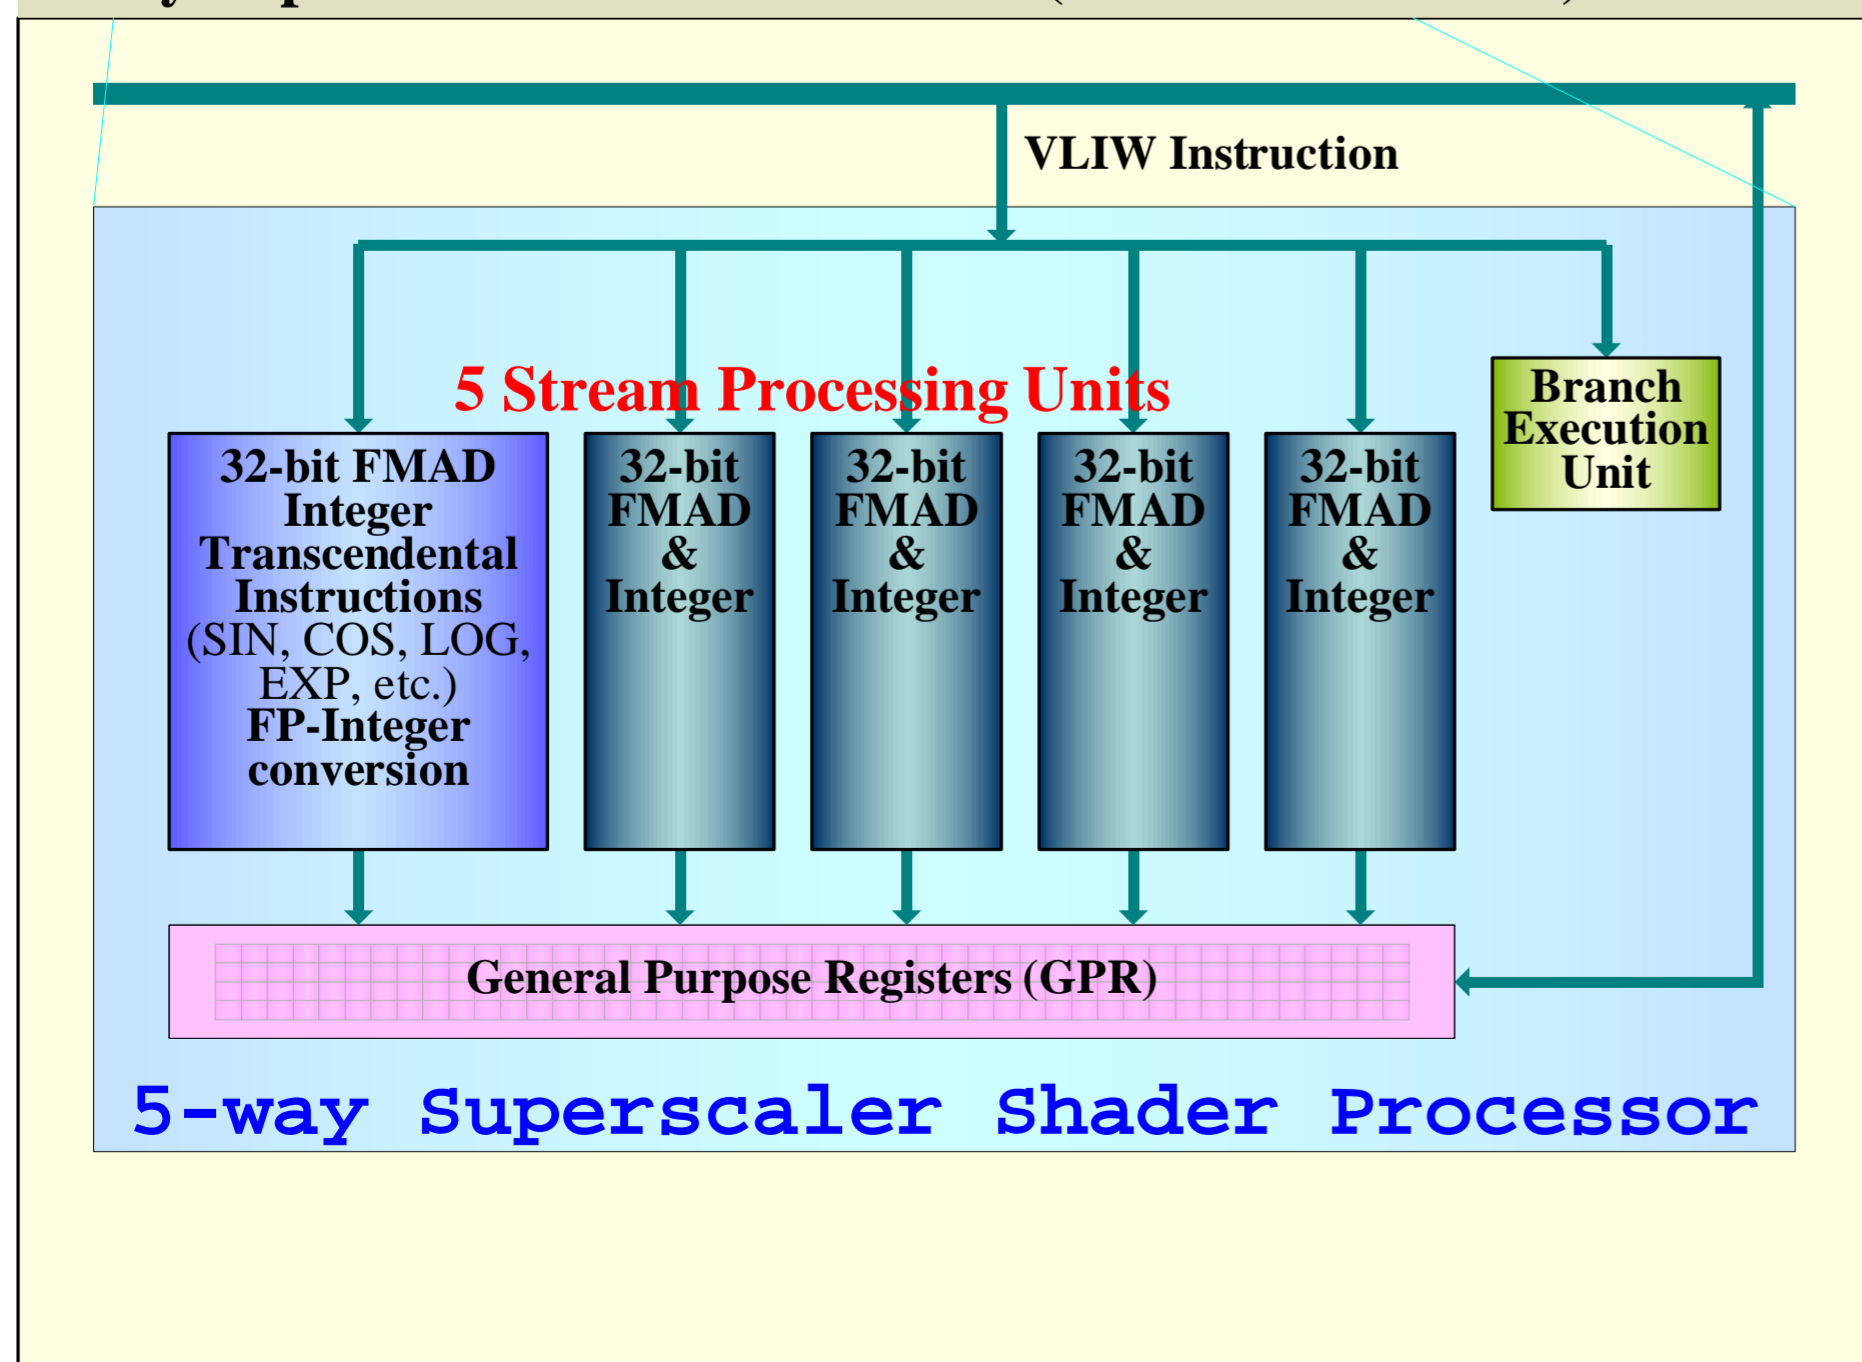 VLIW Instruction
5 Stream Processing Units
Branch
Execution
Unit
32-bit FMAD
Integer
Transcendental
Instructions
(SIN, COS, LOG,
EXP, etc.)
FP-Integer
conversion
32-bit
FMAD
&
Integer
32-bit
FMAD
&
Integer
32-bit
FMAD
&
Integer
32-bit
FMAD
&
Integer
General Purpose Registers (GPR)
5-way Superscaler Shader Processor